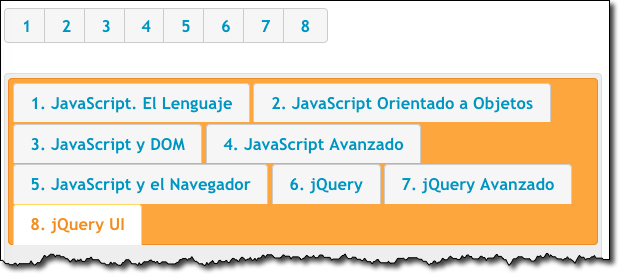 1 2 3 4 5 6 7 8
1. JavaScript. El Lenguaje 2. JavaScript Orientado a Objetos
3. JavaScript y DOM 4. JavaScript Avanzado
5. JavaScript y el Navegador 6. jQuery 7. jQuery Avanzado
8. jQuery UI